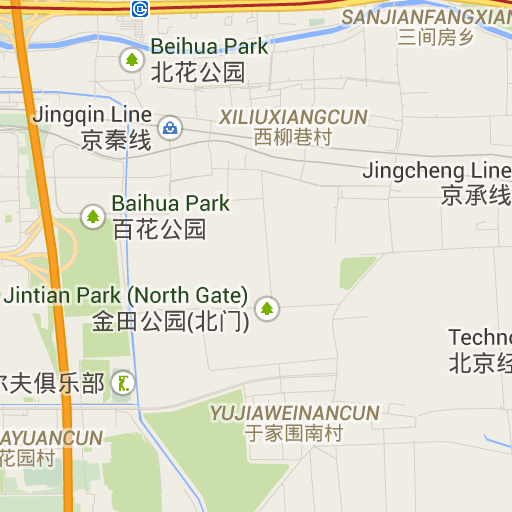 SANJIANFANGXIAN
三间房乡
Beihua Park
北花公园
Jingqin Line
京秦线
XILIUXIANGCUN
西柳巷村
Jingcheng Line
京承线
Baihua Park
百花公园
Jintian Park (North Gate)
金田公园(北门)
Techno
北京经
尔夫俱乐部
YUJIAWEINANCUN
于家围南村
AYUANCUN
花园村